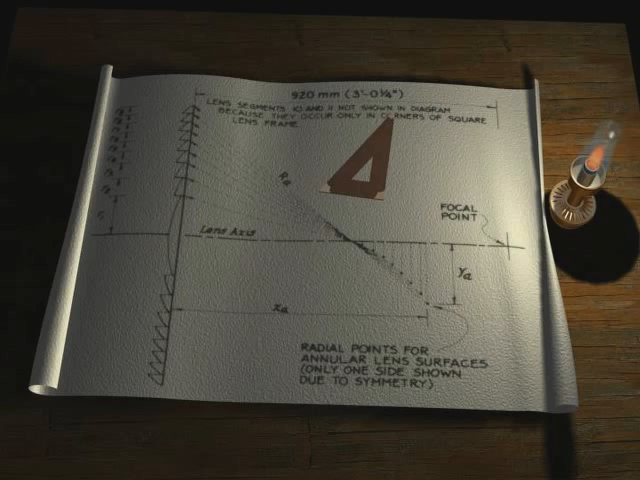 920 mm (3'-0¼")
LENS SEGMENTS 10 AND 11 NOT SHOWN IN DIAGRAM
BECAUSE THEY OCCUR ONLY IN CORNERS OF SQUARE
LENS FRAME
Ra
FOCAL
POINT
Lens Axis
Ya
Xa
RADIAL POINTS FOR
ANNULAR LENS SURFACES
(ONLY ONE SIDE SHOWN
DUE TO SYMMETRY)